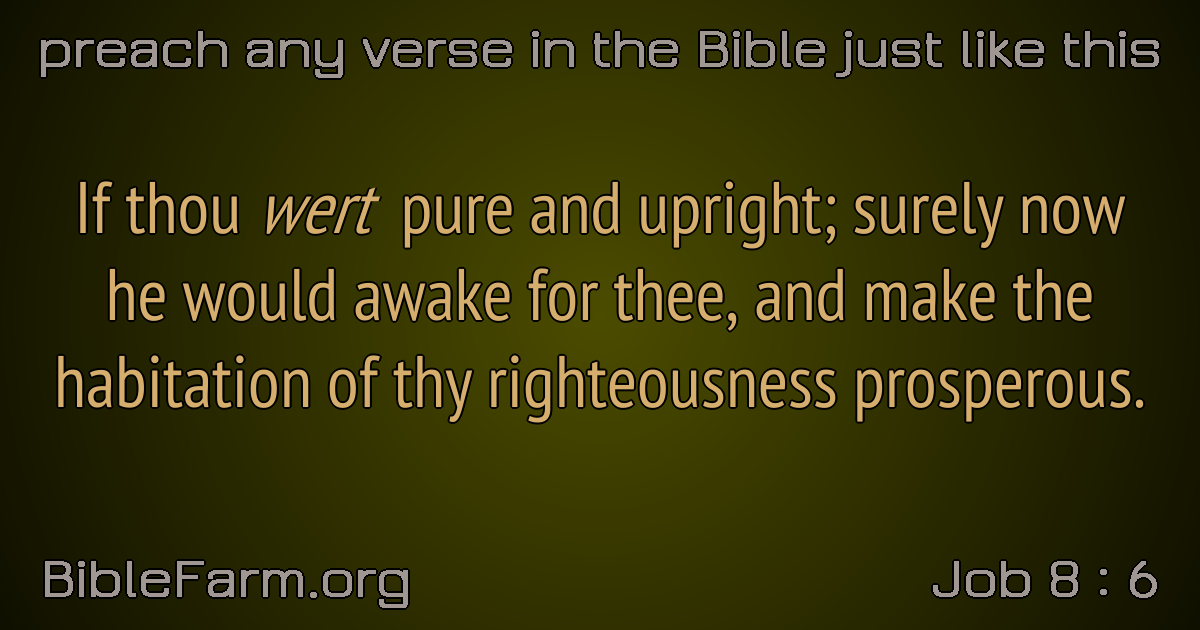 preach any verse in the Bible just like this
If thou wert pure and upright; surely now
he would awake for thee, and make the
habitation of thy righteousness prosperous.
BibleFarm.org
Job 8 : 6